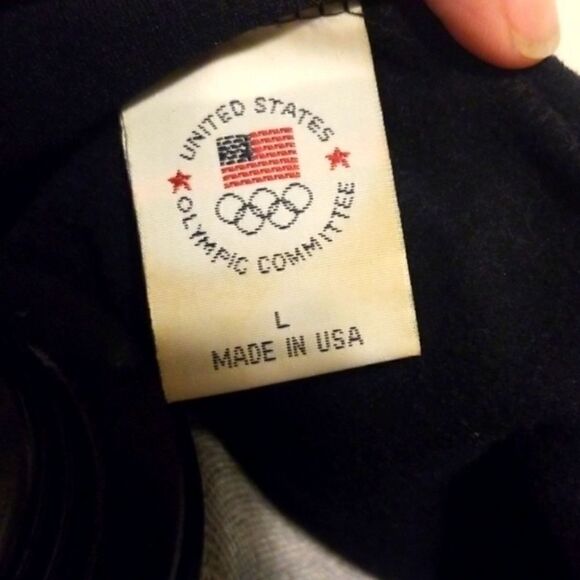 UNITED STATES
OLYMPIC COMMITTEE
L
MADE IN USA